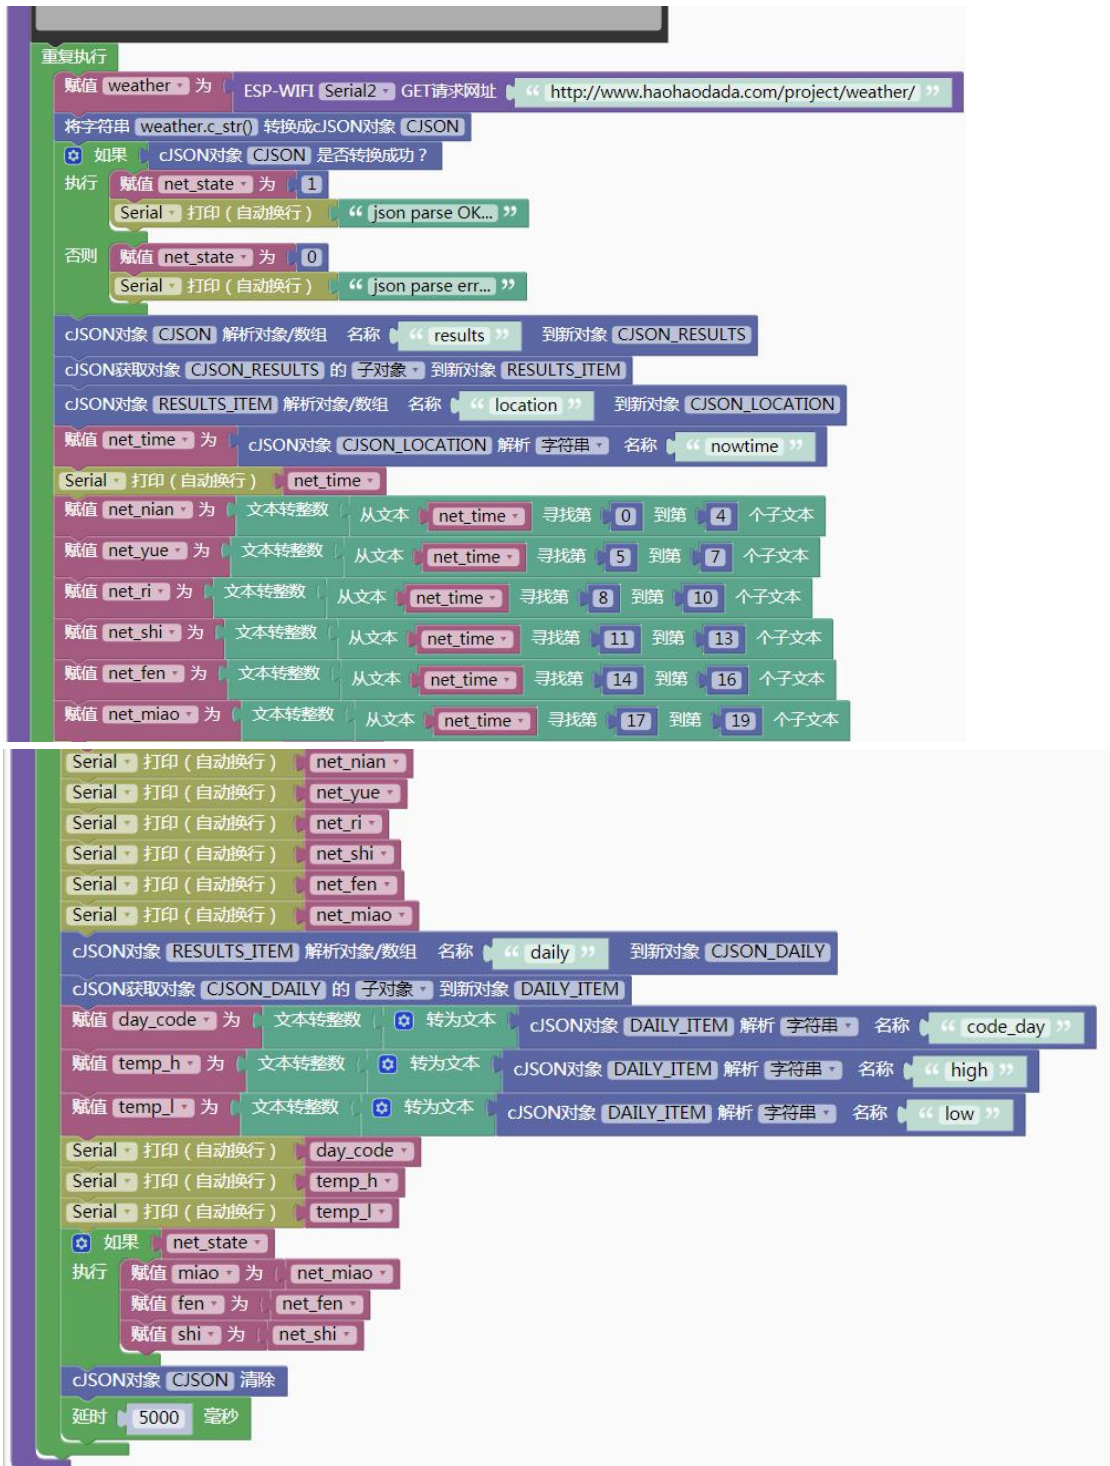 重复执行
赋值 weather 为 ESP-WIFI Serial2 GET请求网址 “ http://www.haohaodada.com/project/weather/ ”
将字符串 weather.c_str() 转换成cJSON对象 CJSON
如果 cJSON对象 CJSON 是否转换成功？
执行 赋值 net_state 为 1
Serial 打印（自动换行） “ json parse OK... ”
否则 赋值 net_state 为 0
Serial 打印（自动换行） “ json parse err... ”
cJSON对象 CJSON 解析对象/数组 名称 “ results ” 到新对象 CJSON_RESULTS
cJSON获取对象 CJSON_RESULTS 的 子对象 到新对象 RESULTS_ITEM
cJSON对象 RESULTS_ITEM 解析对象/数组 名称 “ location ” 到新对象 CJSON_LOCATION
赋值 net_time 为 cJSON对象 CJSON_LOCATION 解析 字符串 名称 “ nowtime ”
Serial 打印（自动换行） net_time
赋值 net_nian 为 文本转整数 从文本 net_time 寻找第 0 到第 4 个子文本
赋值 net_yue 为 文本转整数 从文本 net_time 寻找第 5 到第 7 个子文本
赋值 net_ri 为 文本转整数 从文本 net_time 寻找第 8 到第 10 个子文本
赋值 net_shi 为 文本转整数 从文本 net_time 寻找第 11 到第 13 个子文本
赋值 net_fen 为 文本转整数 从文本 net_time 寻找第 14 到第 16 个子文本
赋值 net_miao 为 文本转整数 从文本 net_time 寻找第 17 到第 19 个子文本
Serial 打印（自动换行） net_nian
Serial 打印（自动换行） net_yue
Serial 打印（自动换行） net_ri
Serial 打印（自动换行） net_shi
Serial 打印（自动换行） net_fen
Serial 打印（自动换行） net_miao
cJSON对象 RESULTS_ITEM 解析对象/数组 名称 “ daily ” 到新对象 CJSON_DAILY
cJSON获取对象 CJSON_DAILY 的 子对象 到新对象 DAILY_ITEM
赋值 day_code 为 文本转整数 转为文本 cJSON对象 DAILY_ITEM 解析 字符串 名称 “ code_day ”
赋值 temp_h 为 文本转整数 转为文本 cJSON对象 DAILY_ITEM 解析 字符串 名称 “ high ”
赋值 temp_l 为 文本转整数 转为文本 cJSON对象 DAILY_ITEM 解析 字符串 名称 “ low ”
Serial 打印（自动换行） day_code
Serial 打印（自动换行） temp_h
Serial 打印（自动换行） temp_l
如果 net_state
执行 赋值 miao 为 net_miao
赋值 fen 为 net_fen
赋值 shi 为 net_shi
cJSON对象 CJSON 清除
延时 5000 毫秒